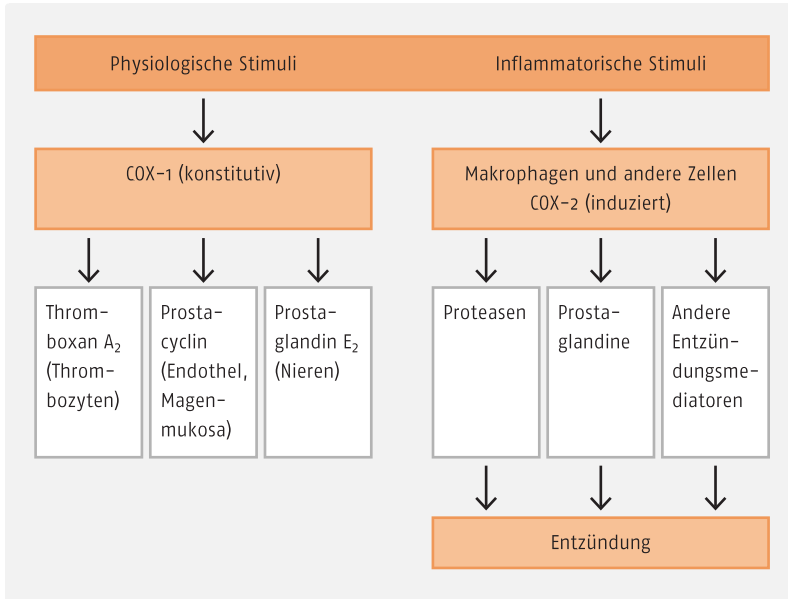 Physiologische Stimuli
Inflammatorische Stimuli
COX-1 (konstitutiv)
Makrophagen und andere Zellen
COX-2 (induziert)
Throm-
boxan A₂
(Throm-
bozyten)
Prosta-
cyclin
(Endothel,
Magen-
mukosa)
Prosta-
glandin E₂
(Nieren)
Proteasen
Prosta-
glandine
Andere
Entzün-
dungsme-
diatoren
Entzündung